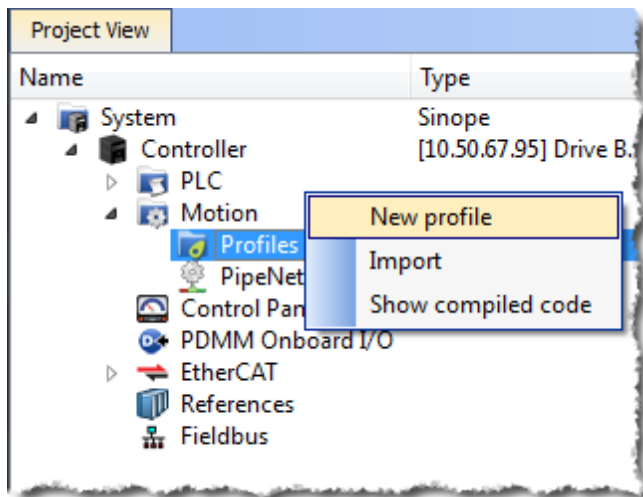 Project View
Name Type
System Sinope
Controller [10.50.67.95] Drive B.
PLC
Motion
New profile
Profiles
Import
PipeNet
Show compiled code
Control Pan
PDMM Onboard I/O
EtherCAT
References
Fieldbus